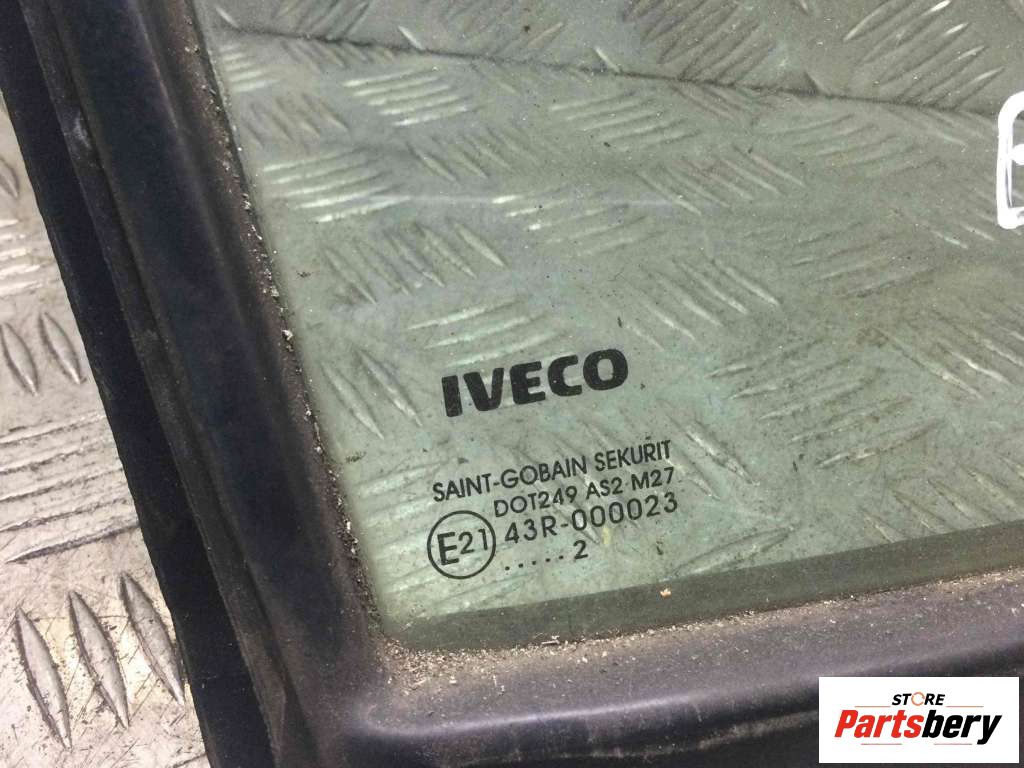 IVECO
SAINT-GOBAIN SEKURIT
DOT249 AS2 M27
E21 43R-000023
.....2
STORE
Partsbery